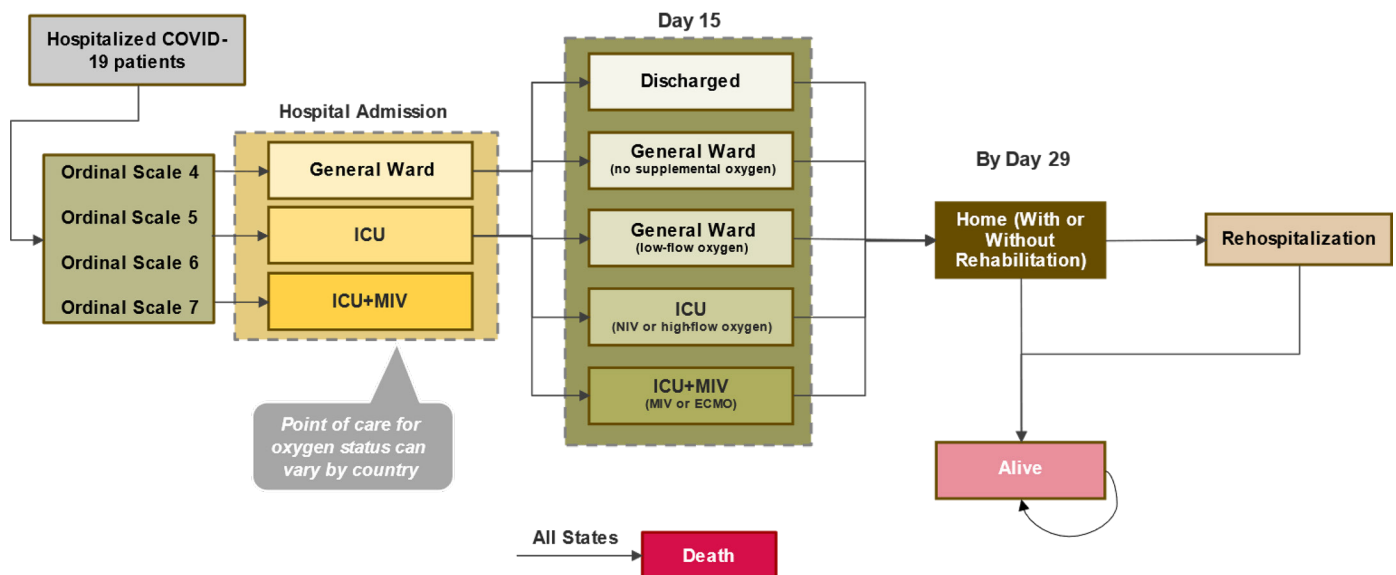 Hospitalized COVID-
19 patients
Ordinal Scale 4
Ordinal Scale 5
Ordinal Scale 6
Ordinal Scale 7
Hospital Admission
General Ward
ICU
ICU+MIV
Point of care for
oxygen status can
vary by country
Day 15
Discharged
General Ward
(no supplemental oxygen)
General Ward
(low-flow oxygen)
ICU
(NIV or high-flow oxygen)
ICU+MIV
(MIV or ECMO)
By Day 29
Home (With or
Without
Rehabilitation)
Rehospitalization
Alive
All States
Death